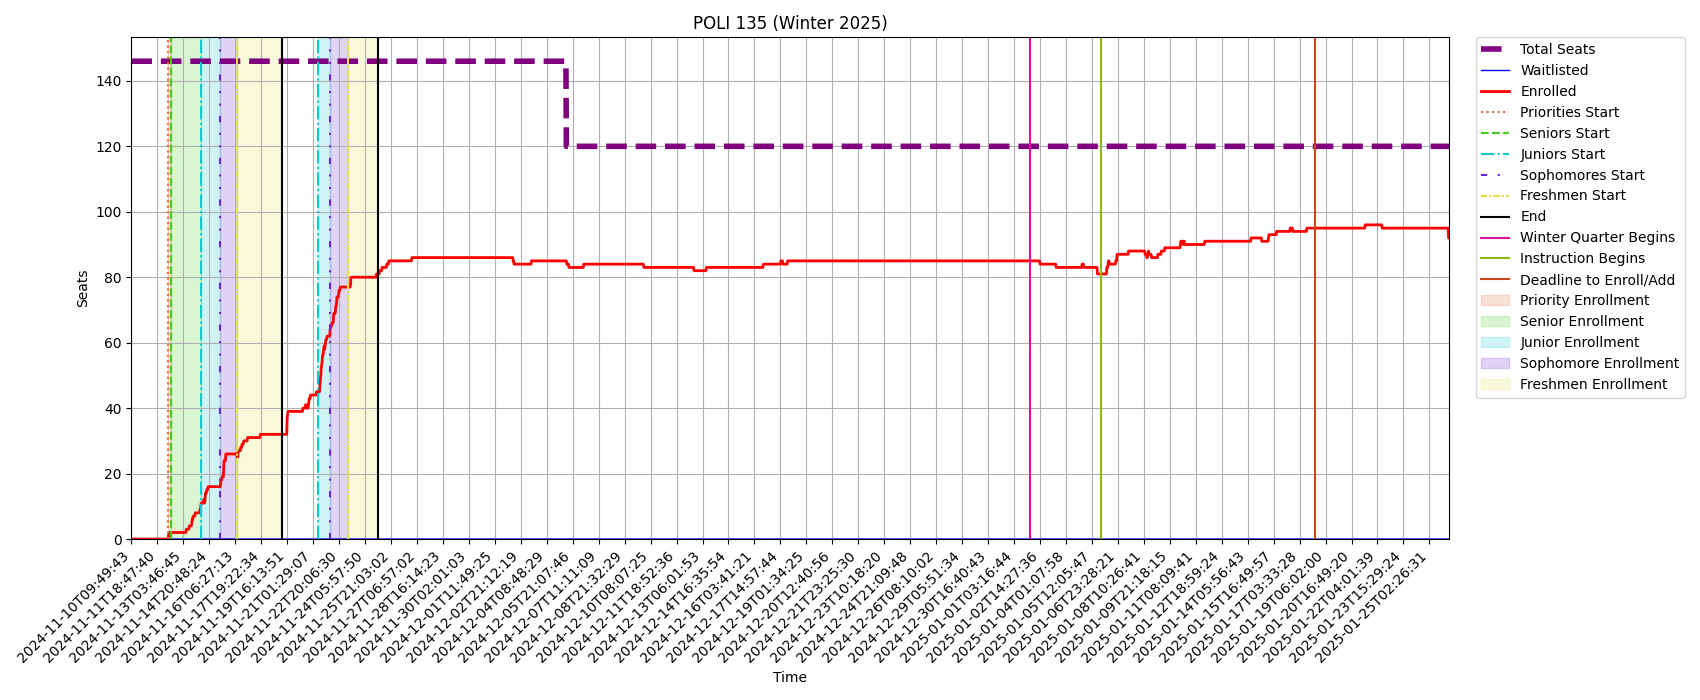 POLI 135 (Winter 2025)
Seats
140
120
100
80
60
40
20
0
2024-11-10T09:49:43
2024-11-11T18:47:40
2024-11-13T03:46:45
2024-11-14T20:48:24
2024-11-16T06:27:13
2024-11-17T19:22:34
2024-11-19T16:13:51
2024-11-21T01:29:07
2024-11-22T20:06:30
2024-11-24T05:57:50
2024-11-25T21:03:02
2024-11-27T06:57:02
2024-11-28T16:14:23
2024-11-30T02:01:03
2024-12-01T11:49:25
2024-12-02T21:12:19
2024-12-04T08:48:29
2024-12-05T21:07:46
2024-12-07T11:11:09
2024-12-08T21:32:29
2024-12-10T08:07:25
2024-12-11T18:52:36
2024-12-13T06:01:53
2024-12-14T16:35:54
2024-12-16T03:41:21
2024-12-17T14:57:44
2024-12-19T01:34:25
2024-12-20T12:40:56
2024-12-21T23:25:30
2024-12-23T10:18:20
2024-12-24T21:09:48
2024-12-26T08:10:02
2024-12-29T05:51:34
2024-12-30T16:40:43
2025-01-01T03:16:44
2025-01-02T14:27:36
2025-01-04T01:07:58
2025-01-05T12:05:47
2025-01-06T23:28:21
2025-01-08T10:26:41
2025-01-09T21:18:15
2025-01-11T08:09:41
2025-01-12T18:59:24
2025-01-14T05:56:43
2025-01-15T16:49:57
2025-01-17T03:33:28
2025-01-19T06:02:00
2025-01-20T16:49:20
2025-01-22T04:01:39
2025-01-23T15:29:24
2025-01-25T02:26:31
Time
Total Seats
Waitlisted
Enrolled
Priorities Start
Seniors Start
Juniors Start
Sophomores Start
Freshmen Start
End
Winter Quarter Begins
Instruction Begins
Deadline to Enroll/Add
Priority Enrollment
Senior Enrollment
Junior Enrollment
Sophomore Enrollment
Freshmen Enrollment